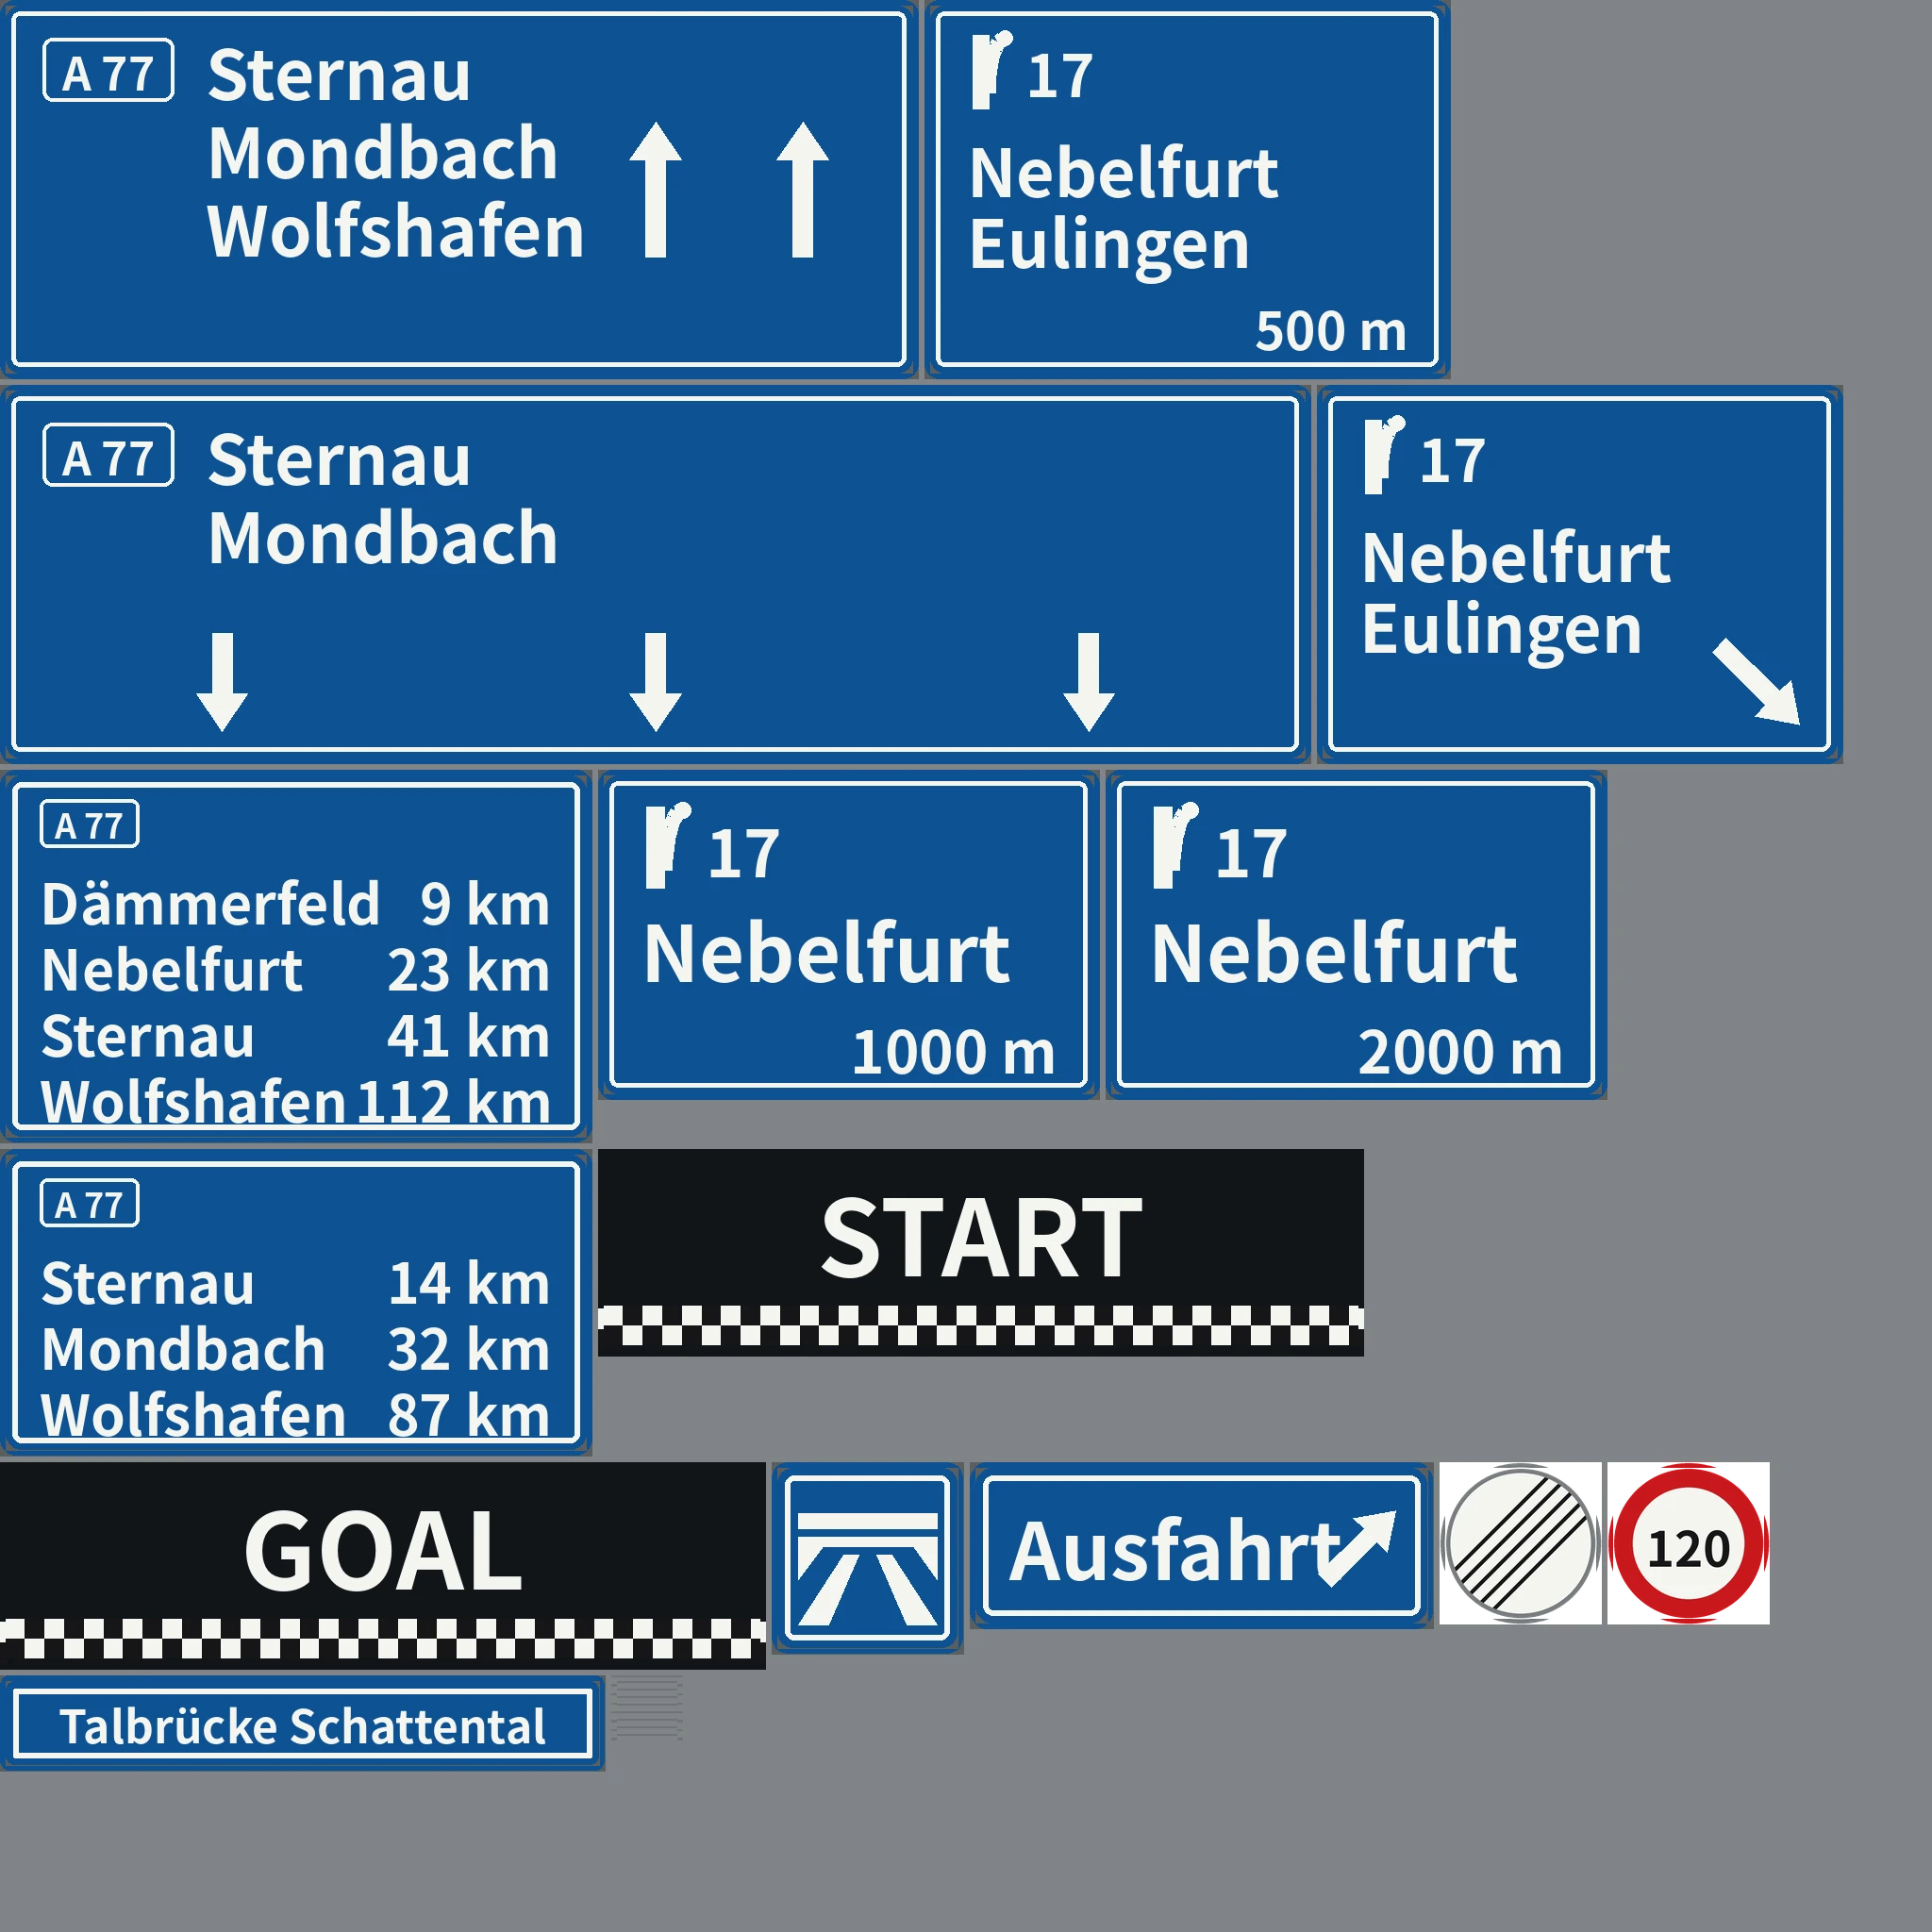 A 77 Sternau
Mondbach
Wolfshafen
17
Nebelfurt
Eulingen
500 m
A 77 Sternau
Mondbach
17
Nebelfurt
Eulingen
A 77
Dämmerfeld 9 km
Nebelfurt 23 km
Sternau 41 km
Wolfshafen 112 km
17
Nebelfurt
1000 m
17
Nebelfurt
2000 m
A 77
Sternau 14 km
Mondbach 32 km
Wolfshafen 87 km
START
GOAL
Ausfahrt
120
Talbrücke Schattental